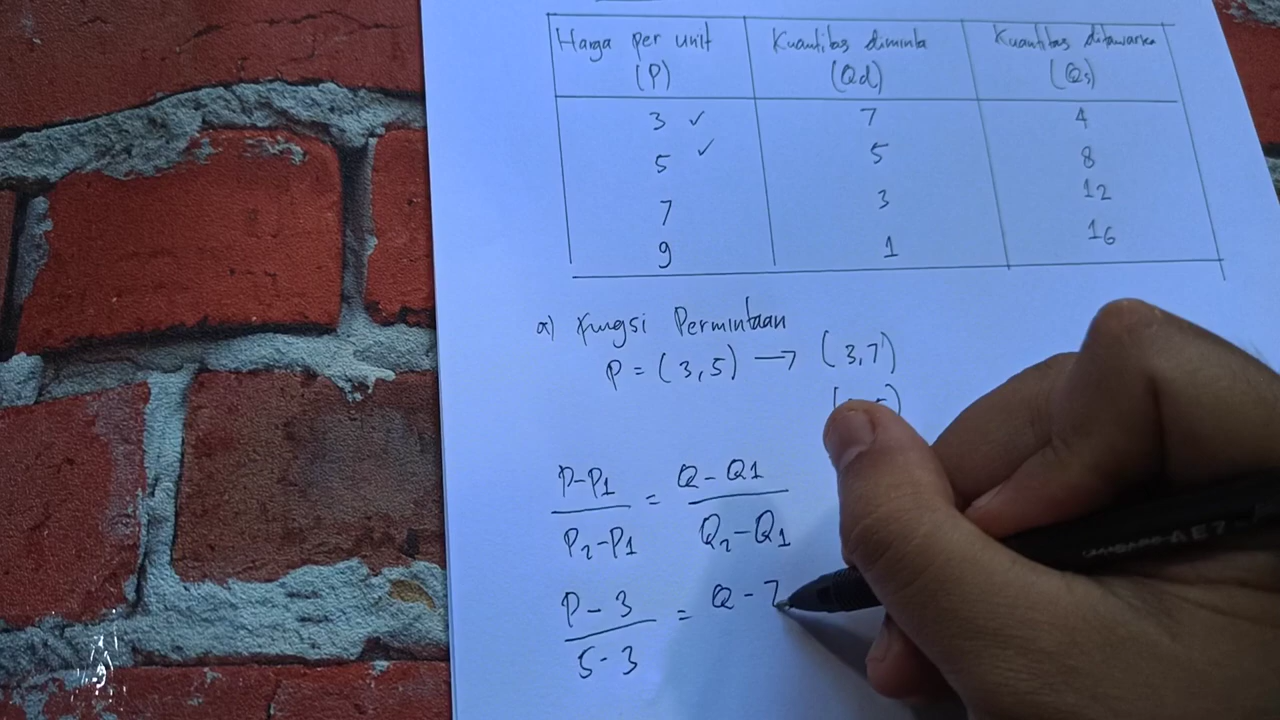 Harga per unit Kuantitas diminta Kuantitas ditawarka
(P) (Qd) (Qs)
3 ✓ 7 4
5 ✓ 5 8
7 3 12
9 1 16
a) Fungsi Permintaan
P = (3,5) → (3,7)
P-P1 = Q-Q1
P2-P1 Q2-Q1
P-3 = Q-7
5-3